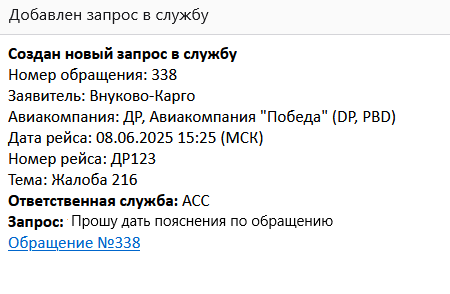 Добавлен запрос в службу
Создан новый запрос в службу
Номер обращения: 338
Заявитель: Внуково-Карго
Авиакомпания: ДР, Авиакомпания "Победа" (DP, PBD)
Дата рейса: 08.06.2025 15:25 (МСК)
Номер рейса: ДР123
Тема: Жалоба 216
Ответственная служба: АСС
Запрос: Прошу дать пояснения по обращению
Обращение №338